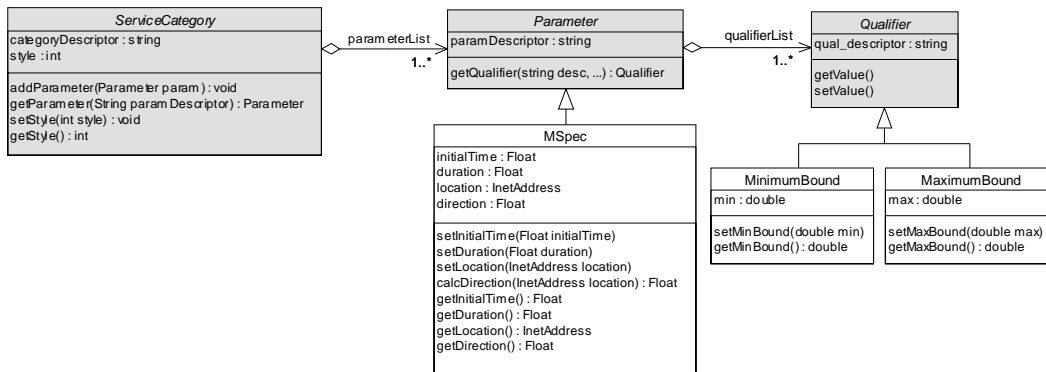 ServiceCategory
categoryDescriptor : string
style : int
addParameter(Parameter param) : void
getParameter(String paramDescriptor) : Parameter
setStyle(int style) : void
getStyle() : int
parameterList
1..*
Parameter
paramDescriptor : string
getQualifier(string desc, ...) : Qualifier
qualifierList
1..*
Qualifier
qual_descriptor : string
getValue()
setValue()
MSpec
initialTime : Float
duration : Float
location : InetAddress
direction : Float
setInitialTime(Float initialTime)
setDuration(Float duration)
setLocation(InetAddress location)
calcDirection(InetAddress location) : Float
getInitialTime() : Float
getDuration() : Float
getLocation() : InetAddress
getDirection() : Float
MinimumBound
min : double
setMinBound(double min)
getMinBound() : double
MaximumBound
max : double
setMaxBound(double max)
getMaxBound() : double